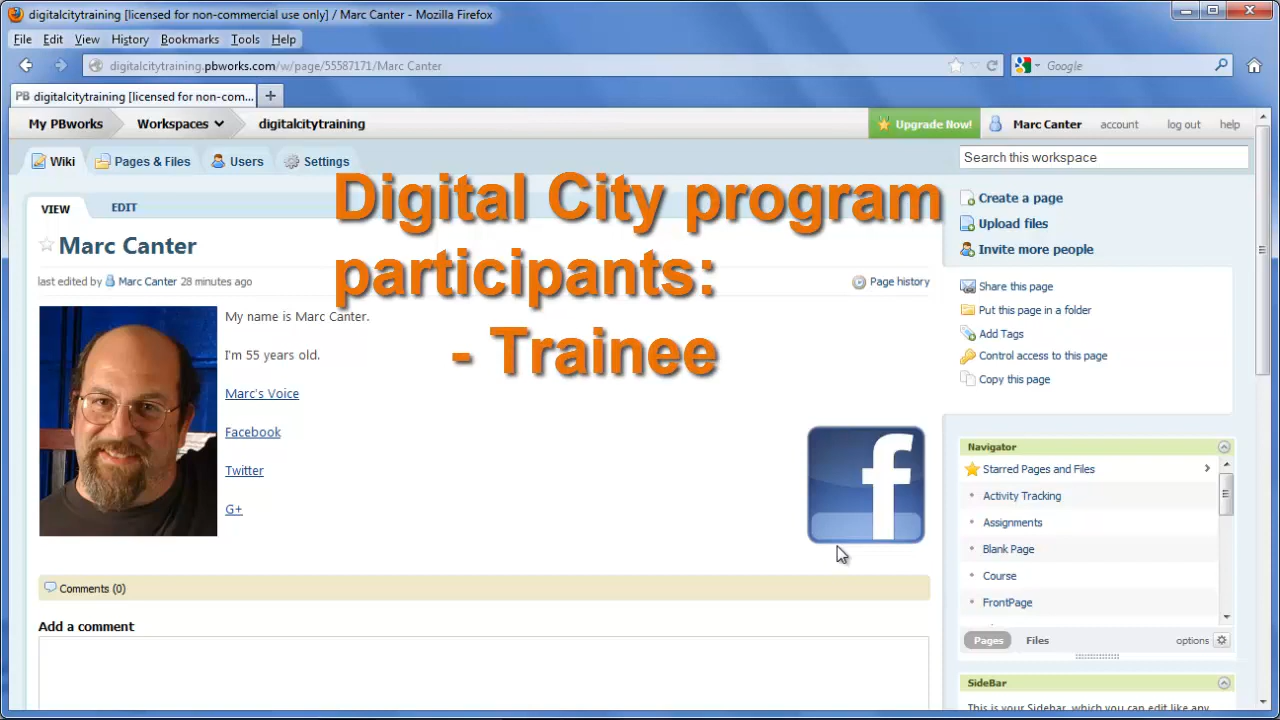 digitalcitytraining [licensed for non-commercial use only] / Marc Canter - Mozilla Firefox
File Edit View History Bookmarks Tools Help
digitalcitytraining.pbworks.com/w/page/55587171/Marc Canter
Google
PB digitalcitytraining [licensed for non-com... +
My PBworks Workspaces digitalcitytraining Upgrade Now! Marc Canter account log out help
Wiki Pages & Files Users Settings
Search this workspace
Digital City program
participants:
- Trainee
VIEW EDIT
Marc Canter
last edited by Marc Canter 28 minutes ago Page history
My name is Marc Canter.
I'm 55 years old.
Marc's Voice
Facebook
Twitter
G+
f
Comments (0)
Add a comment
Create a page
Upload files
Invite more people
Share this page
Put this page in a folder
Add Tags
Control access to this page
Copy this page
Navigator
Starred Pages and Files
Activity Tracking
Assignments
Blank Page
Course
FrontPage
Pages Files options
SideBar
This is your Sidebar, which you can edit like any